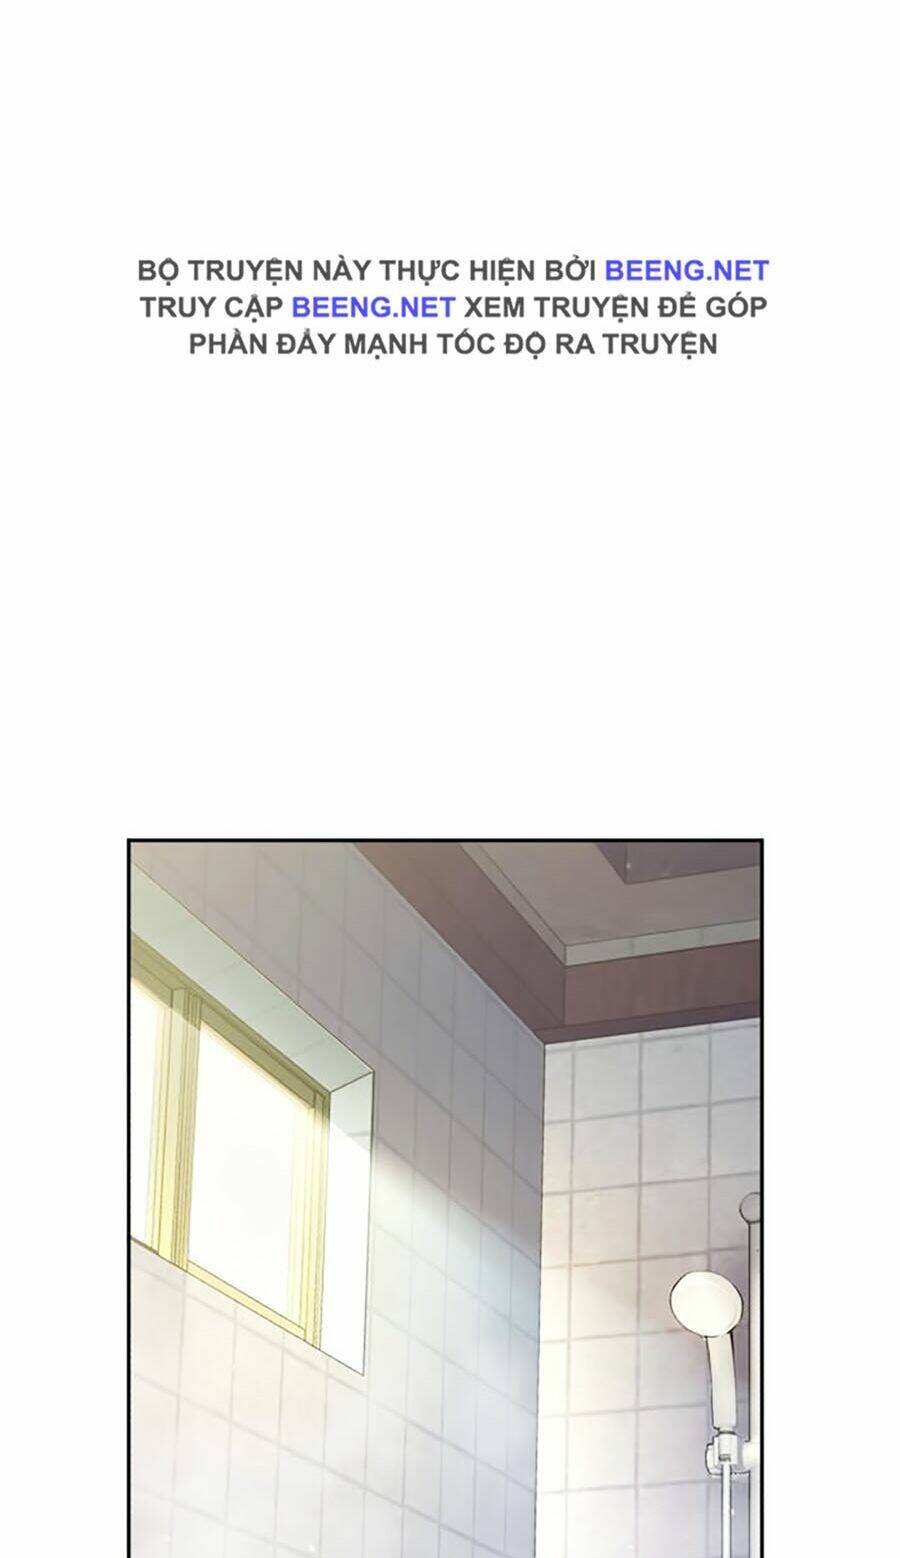 BỘ TRUYỆN NÀY THỰC HIỆN BỞI BEENG.NET
TRUY CẬP BEENG.NET XEM TRUYỆN ĐỂ GÓP
PHẦN ĐẨY MẠNH TỐC ĐỘ RA TRUYỆN